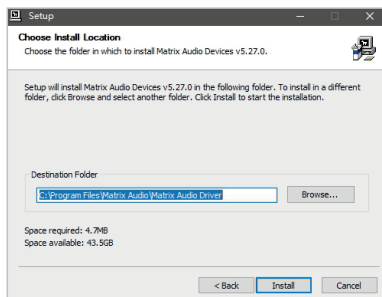 Setup
Choose Install Location
Choose the folder in which to install Matrix Audio Devices v5.27.0.
Setup will install Matrix Audio Devices v5.27.0 in the following folder. To install in a different
folder, click Browse and select another folder. Click Install to start the installation.
Destination Folder
C:\Program Files\Matrix Audio\Matrix Audio Driver
Browse...
Space required: 4.7MB
Space available: 43.5GB
< Back
Install
Cancel